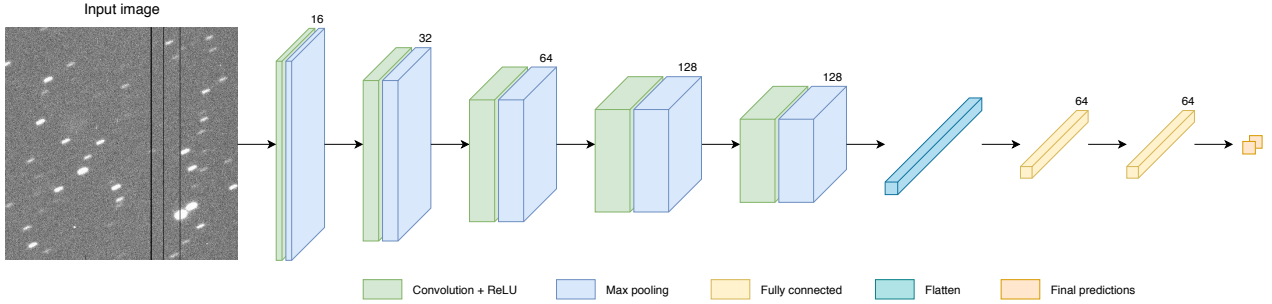 Input image
16
32
64
128
128
64
64
Convolution + ReLU
Max pooling
Fully connected
Flatten
Final predictions